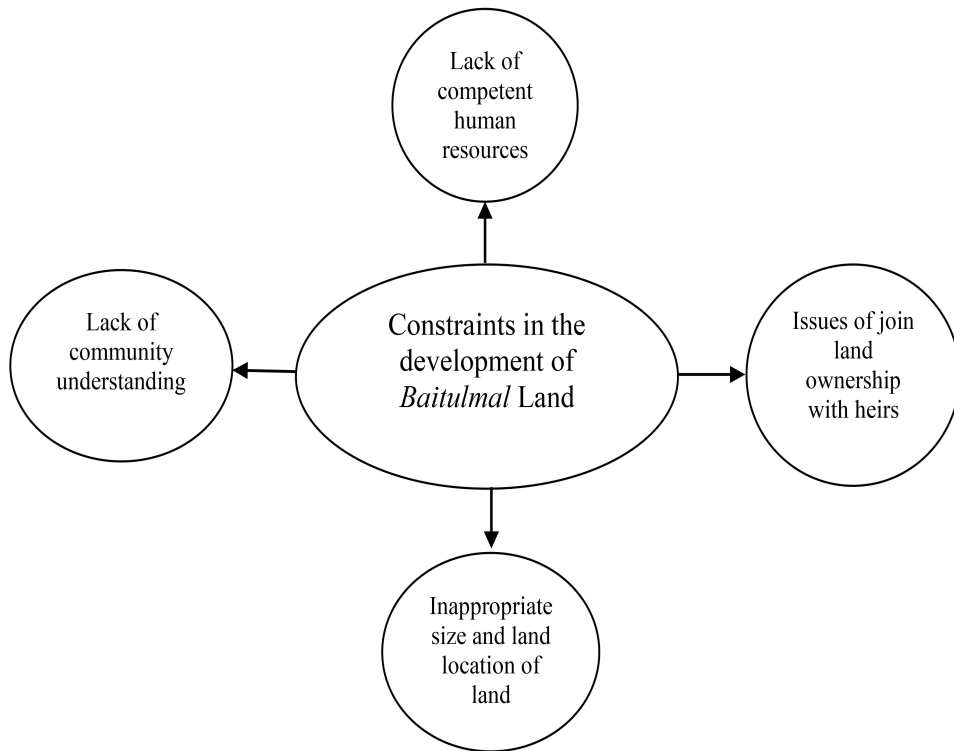 Lack of
competent
human
resources
Lack of
community
understanding
Constraints in the
development of
Baitulmal Land
Issues of join
land
ownership
with heirs
Inappropriate
size and land
location of
land